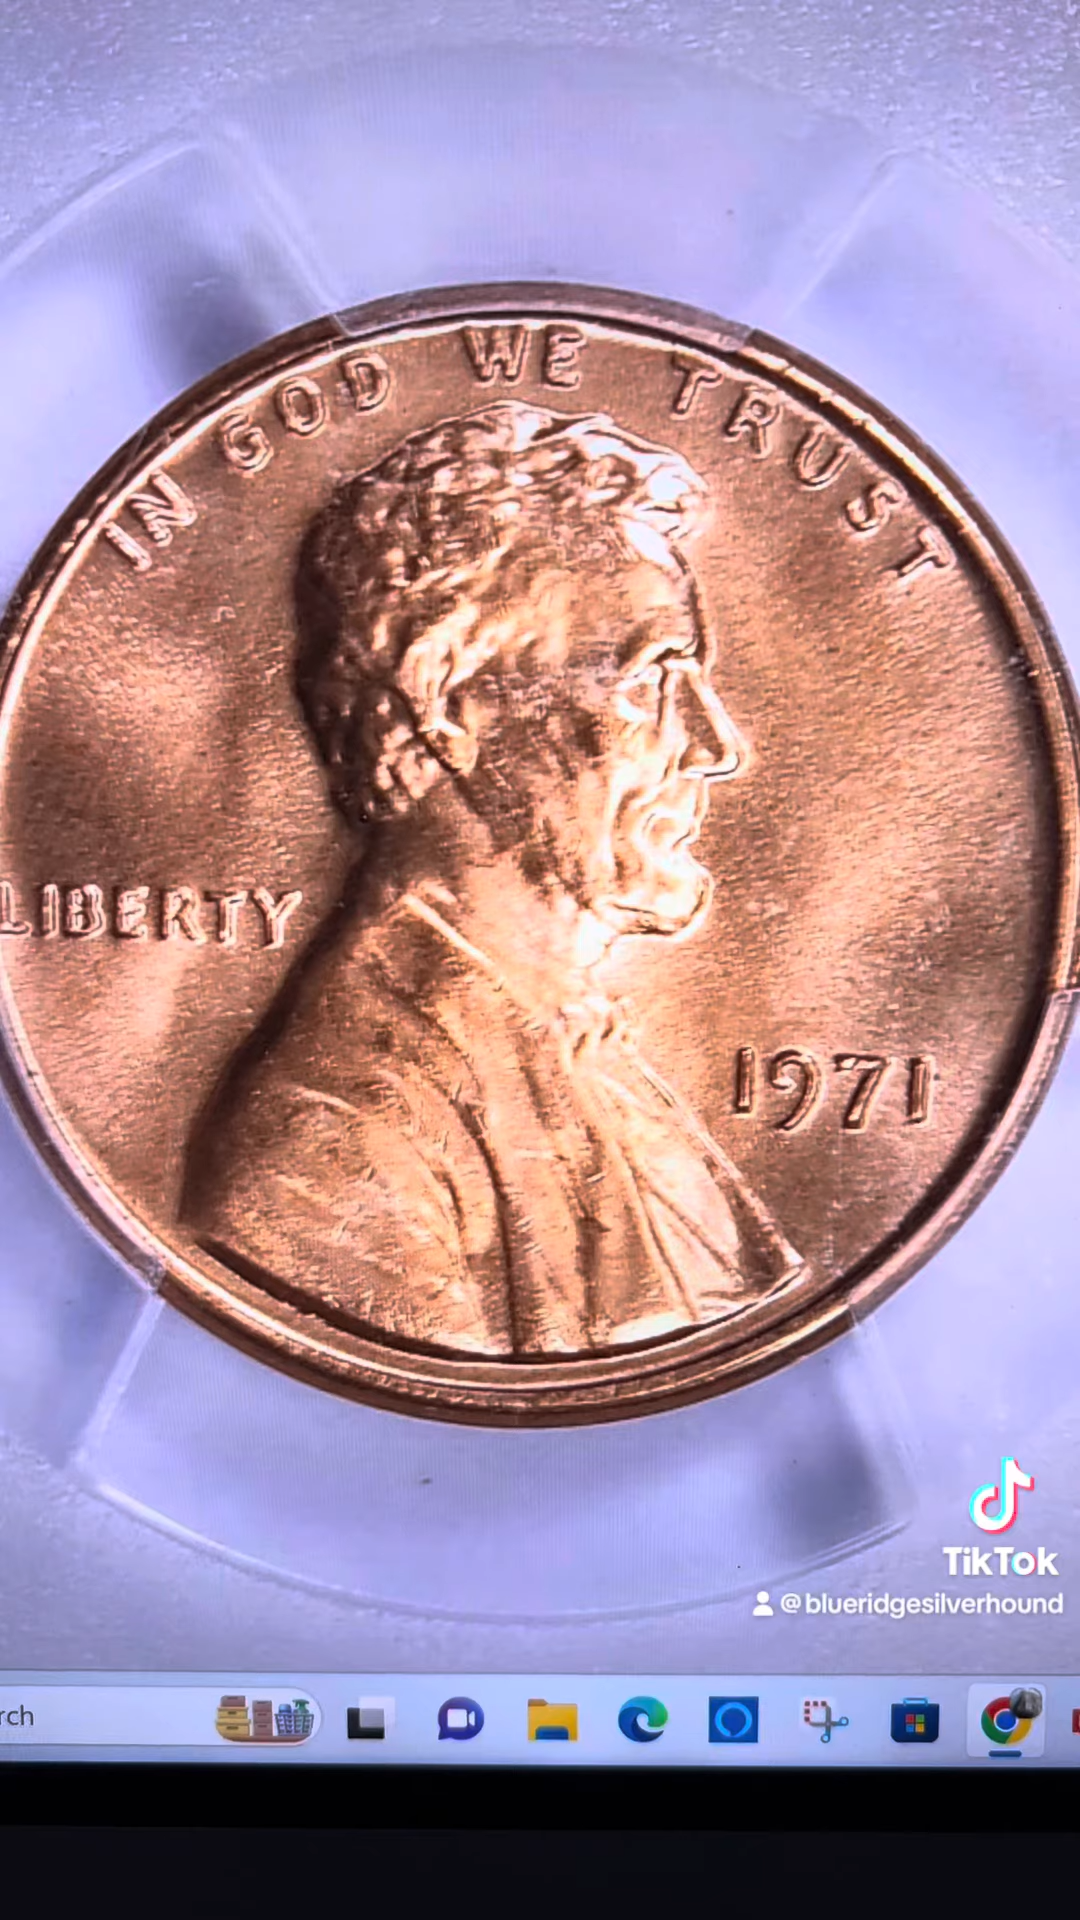 IN GOD WE TRUST
LIBERTY
1971
TikTok
@blueridgesilverhound
rch